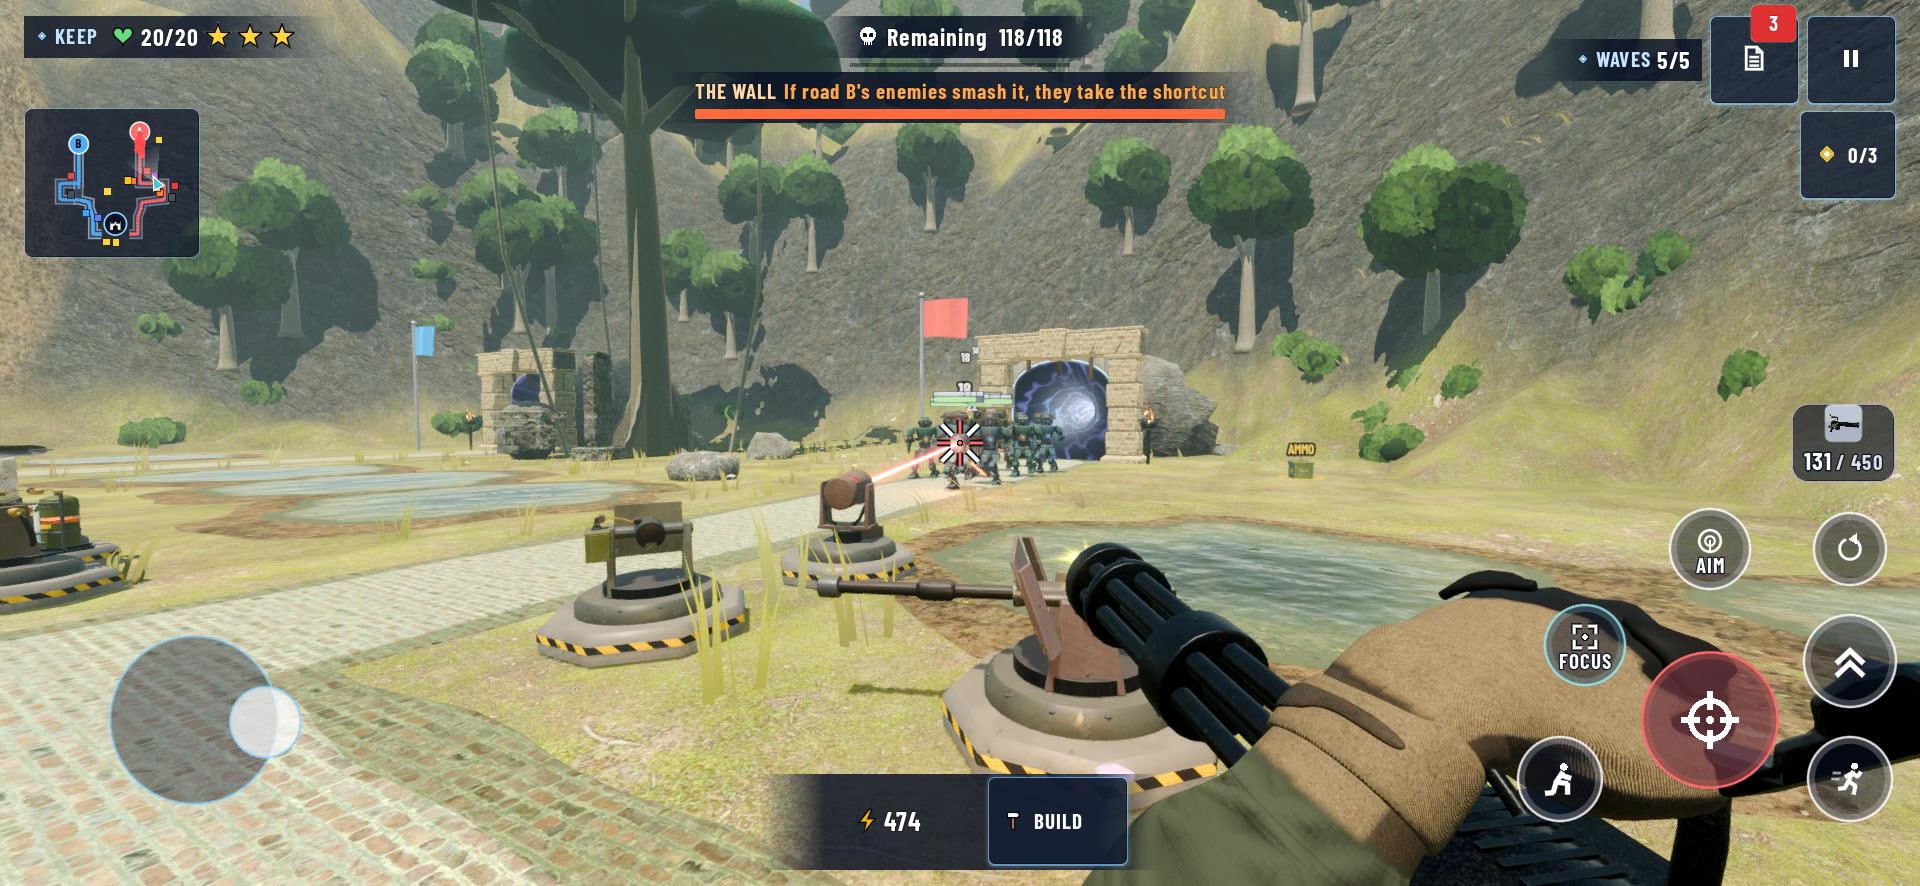 KEEP 20/20
Remaining 118/118
WAVES 5/5
3
THE WALL If road B's enemies smash it, they take the shortcut
0/3
B
A
18
19
AMMO
131 / 450
AIM
FOCUS
474
BUILD